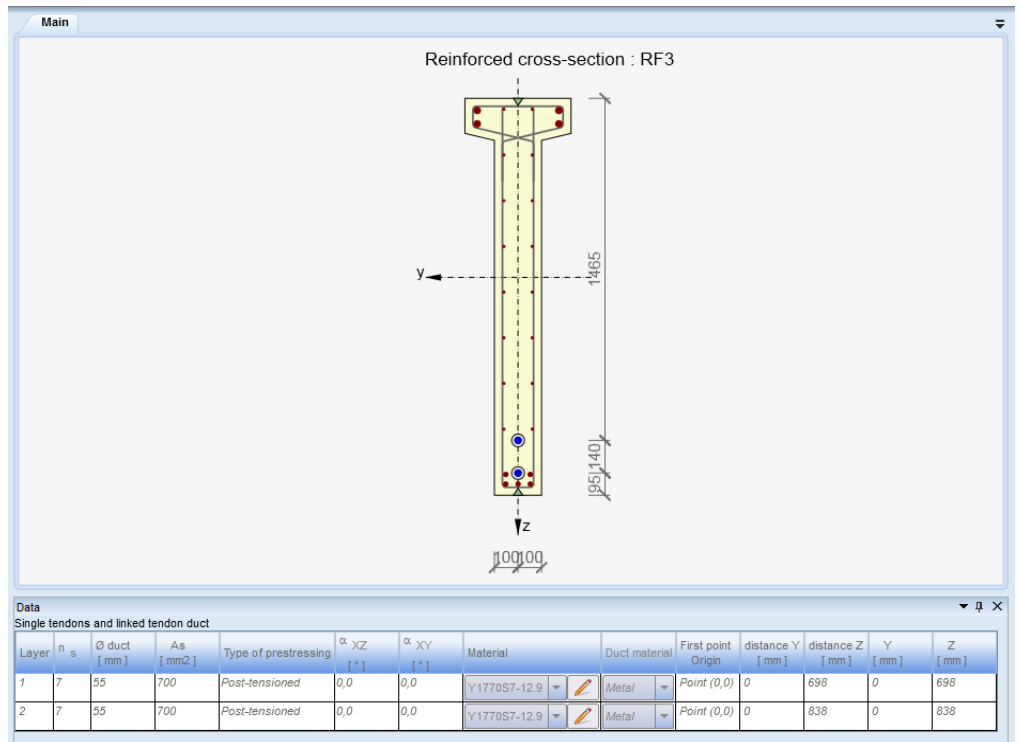 Main
Reinforced cross-section : RF3
1465
y
140
95
z
100 100
Data
Single tendons and linked tendon duct
Layer n s Ø duct [ mm ] As [ mm2 ] Type of prestressing α XZ [ ° ] α XY [ ° ] Material Duct material First point Origin distance Y [ mm ] distance Z [ mm ] Y [ mm ] Z [ mm ]
1 7 55 700 Post-tensioned 0,0 0,0 Y1770S7-12.9 Metal Point (0,0) 0 698 0 698
2 7 55 700 Post-tensioned 0,0 0,0 Y1770S7-12.9 Metal Point (0,0) 0 838 0 838